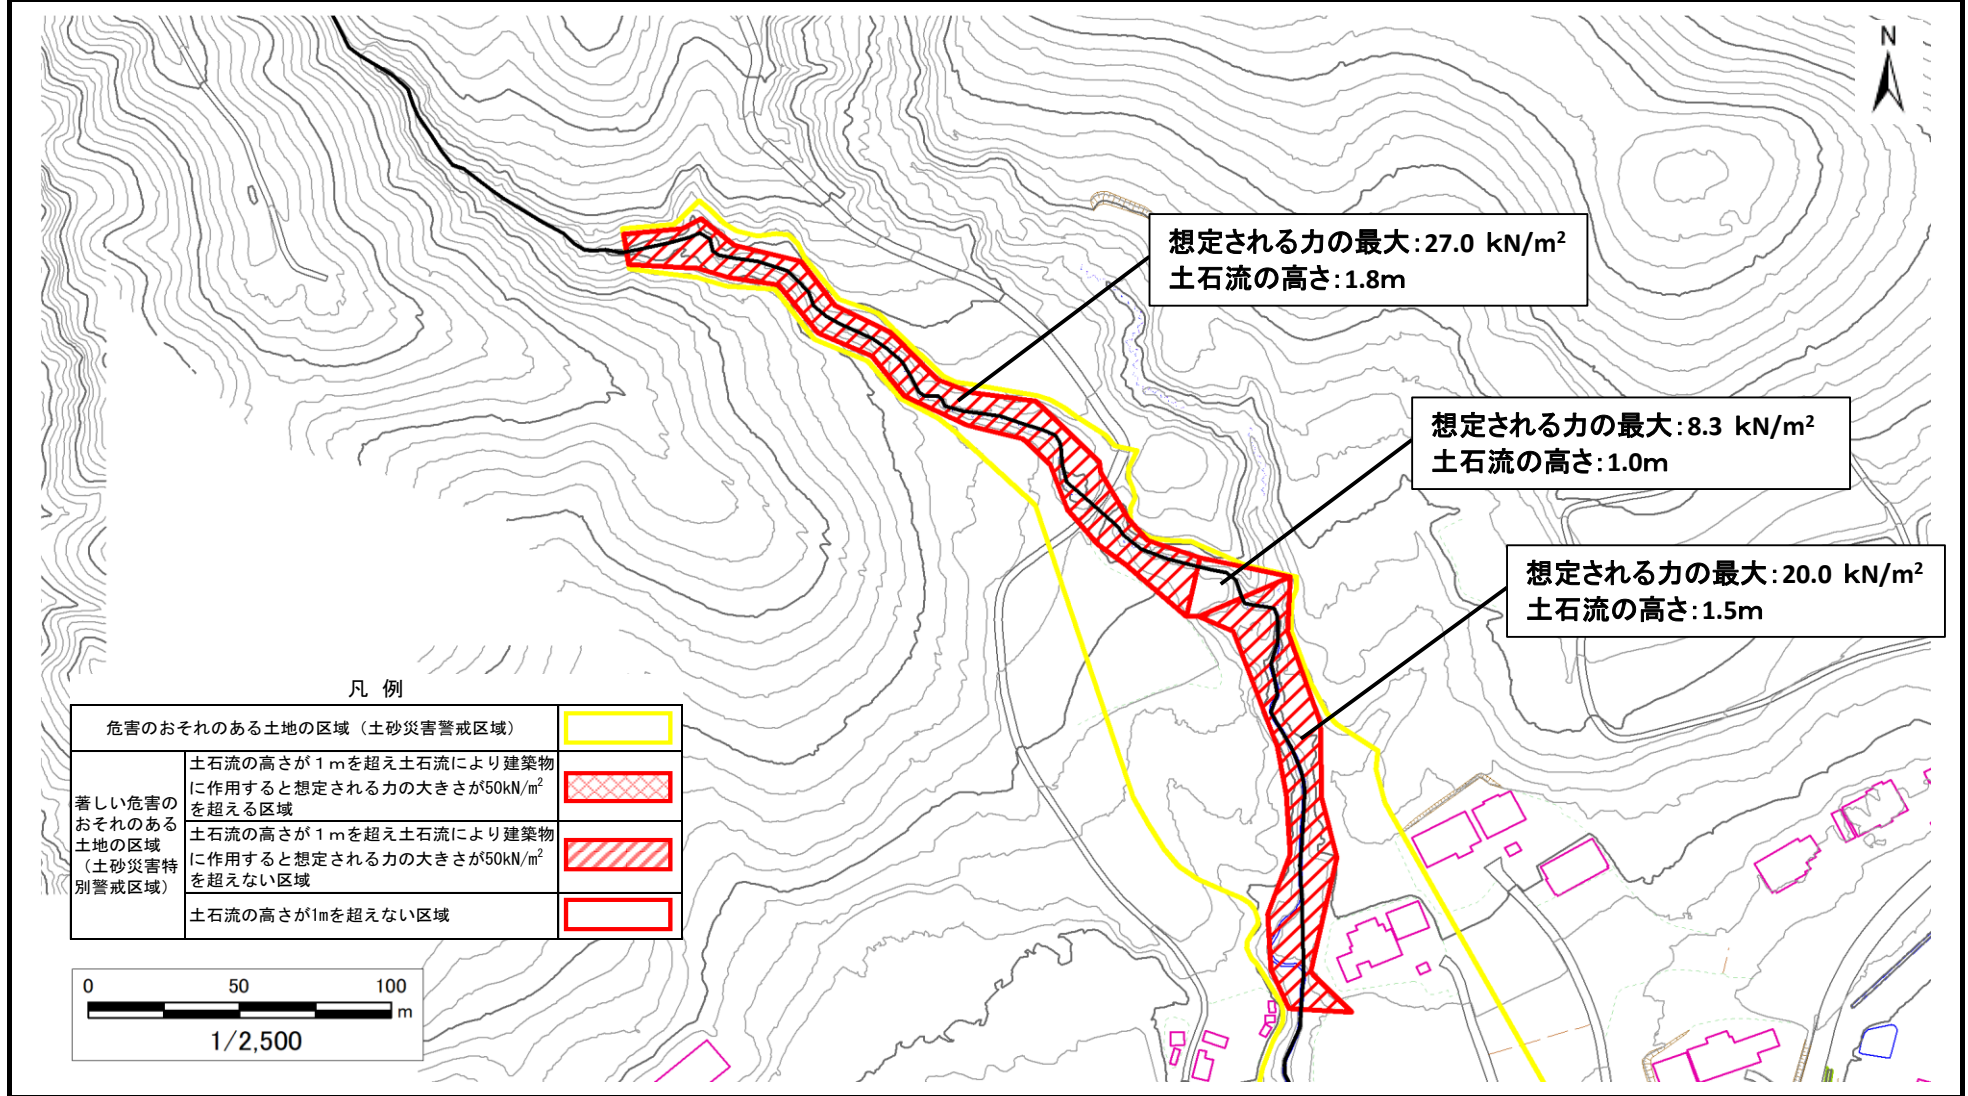 N
想定される力の最大：27.0 kN/m²
土石流の高さ：1.8m
想定される力の最大：8.3 kN/m²
土石流の高さ：1.0m
想定される力の最大：20.0 kN/m²
土石流の高さ：1.5m
凡 例
危害のおそれのある土地の区域（土砂災害警戒区域）
著しい危害の
おそれのある
土地の区域
（土砂災害特
別警戒区域）
土石流の高さが１ｍを超え土石流により建築物
に作用すると想定される力の大きさが50kN/m²
を超える区域
土石流の高さが１ｍを超え土石流により建築物
に作用すると想定される力の大きさが50kN/m²
を超えない区域
土石流の高さが1mを超えない区域
0 50 100
m
1/2,500